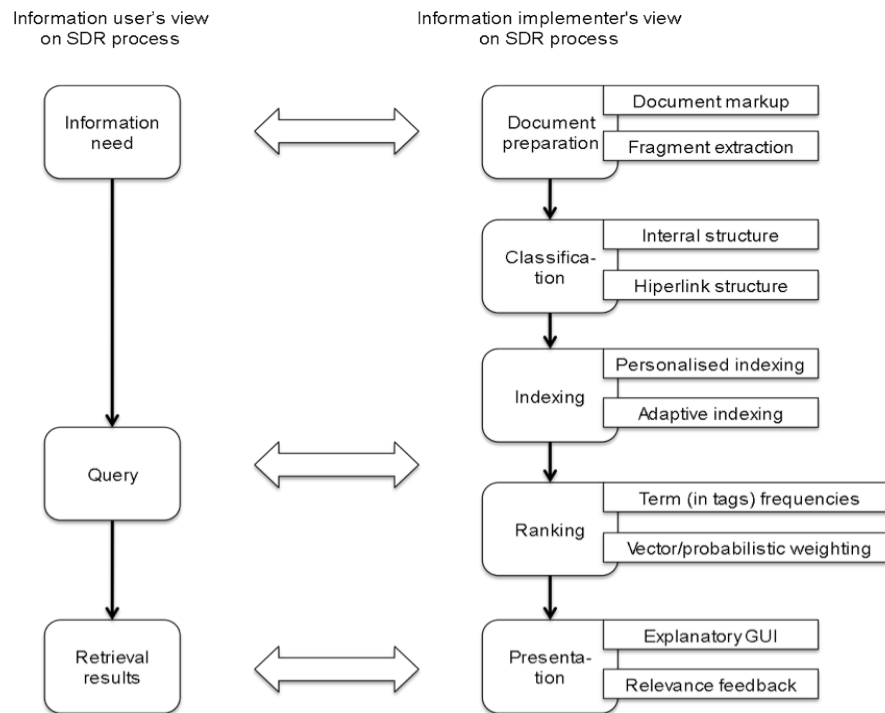 Information user's view
on SDR process
Information implementer's view
on SDR process
Information
need
Document
preparation
Document markup
Fragment extraction
Classifica-
tion
Interral structure
Hiperlink structure
Indexing
Personalised indexing
Adaptive indexing
Query
Ranking
Term (in tags) frequencies
Vector/probabilistic weighting
Retrieval
results
Presenta-
tion
Explanatory GUI
Relevance feedback